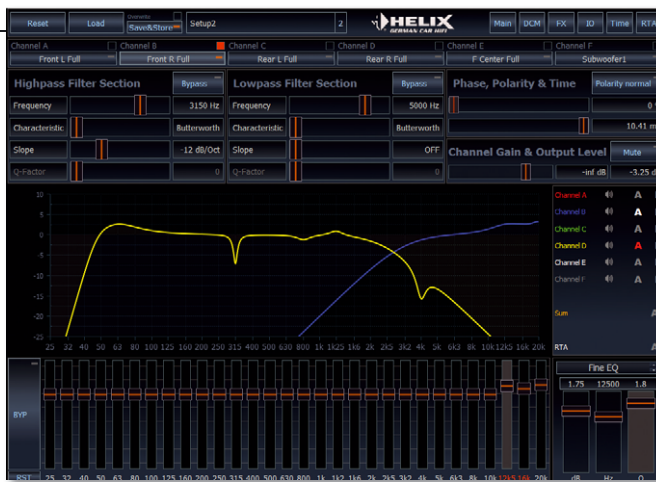 Reset Load Overwrite Save&Store Setup2 2 HELIX Main DCM FX IO Time RTA
GERMAN CAR HIFI
Channel A Channel B Channel C Channel D Channel E Channel F
Front L Full Front R Full Rear L Full Rear R Full F Center Full Subwoofer1
Highpass Filter Section Bypass Lowpass Filter Section Bypass Phase, Polarity & Time Polarity normal
Frequency 3150 Hz Frequency 5000 Hz 0
Characteristic Butterworth Characteristic Butterworth 10.41 m
Slope -12 dB/Oct Slope OFF Channel Gain & Output Level Mute
Q-Factor 0 Q-Factor 0 -inf dB -3.25 d
10
5
0
-5
-10
-15
-20
-25
25 32 40 50 63 80 100 125 160 200 250 315 400 500 630 800 1k 1k25 1k6 2k 2k5 3k2 4k 5k 6k3 8k 10k 12k5 16k 20k
Channel A A
Channel B A
Channel C A
Channel D A
Channel E A
Channel F A
Sum A
RTA A
Fine EQ
1.75 12500 1.8
BYP
RST 25 32 40 50 63 80 100 125 160 200 250 315 400 500 630 800 1k 1k2 1k6 2k 2k5 3k2 4k 5k 6k3 8k 10k 12k5 16k 20k dB Hz Q